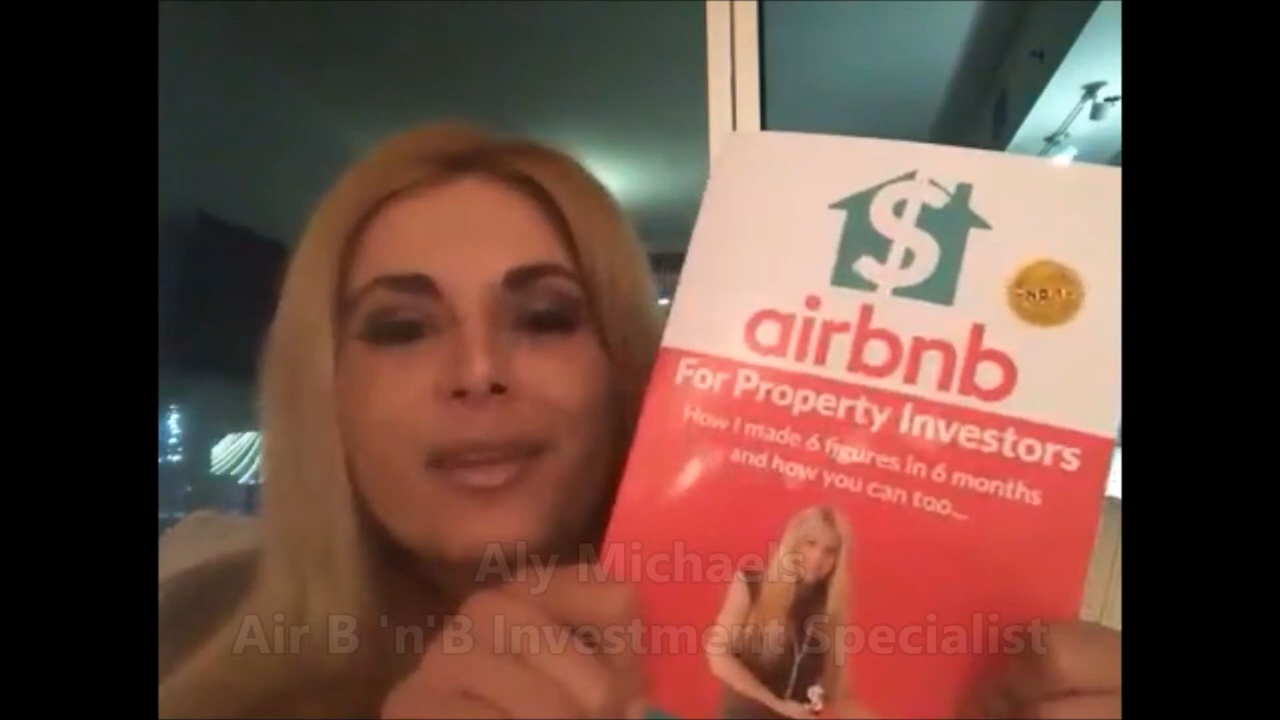 $
airbnb
For Property Investors
How I made 6 figures in 6 months
and how you can too...
Aly Michaels
Air B 'n'B Investment Specialist